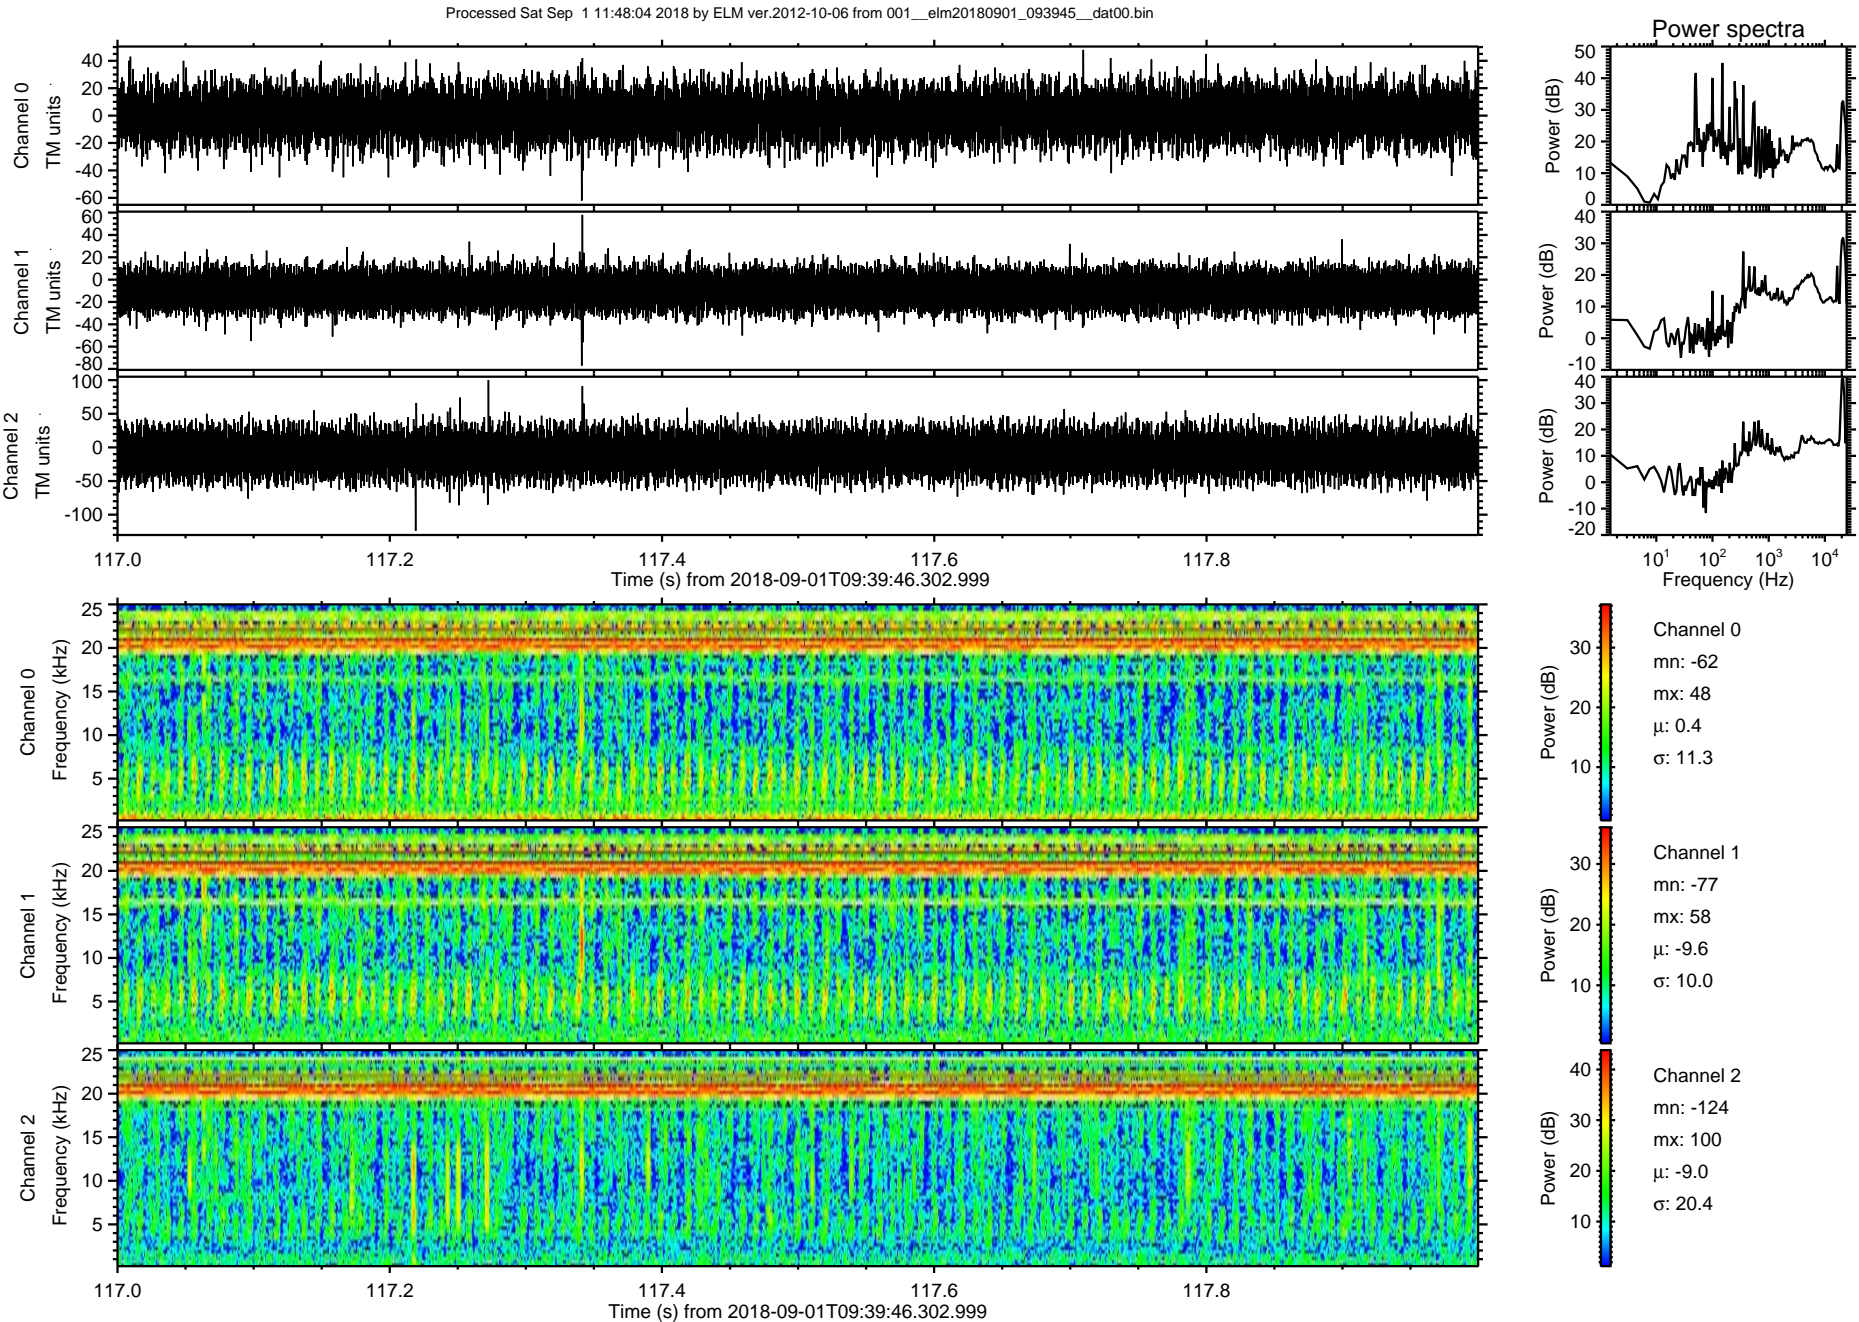 Processed Sat Sep 1 11:48:04 2018 by ELM ver.2012-10-06 from 001__elm20180901_093945__dat00.bin
Power spectra
Channel 0
TM units
40
20
0
-20
-40
-60
Power (dB)
50
40
30
20
10
0
Channel 1
TM units
60
40
20
0
-20
-40
-60
-80
Power (dB)
40
30
20
10
0
-10
Channel 2
TM units
100
50
0
-50
-100
Power (dB)
40
30
20
10
0
-10
-20
117.0 117.2 117.4 117.6 117.8
Time (s) from 2018-09-01T09:39:46.302.999
10^1 10^2 10^3 10^4
Frequency (Hz)
Channel 0
Frequency (kHz)
25
20
15
10
5
Power (dB)
30
20
10
Channel 0
mn: -62
mx: 48
μ: 0.4
σ: 11.3
Channel 1
Frequency (kHz)
25
20
15
10
5
Power (dB)
30
20
10
Channel 1
mn: -77
mx: 58
μ: -9.6
σ: 10.0
Channel 2
Frequency (kHz)
25
20
15
10
5
Power (dB)
40
30
20
10
Channel 2
mn: -124
mx: 100
μ: -9.0
σ: 20.4
117.0 117.2 117.4 117.6 117.8
Time (s) from 2018-09-01T09:39:46.302.999